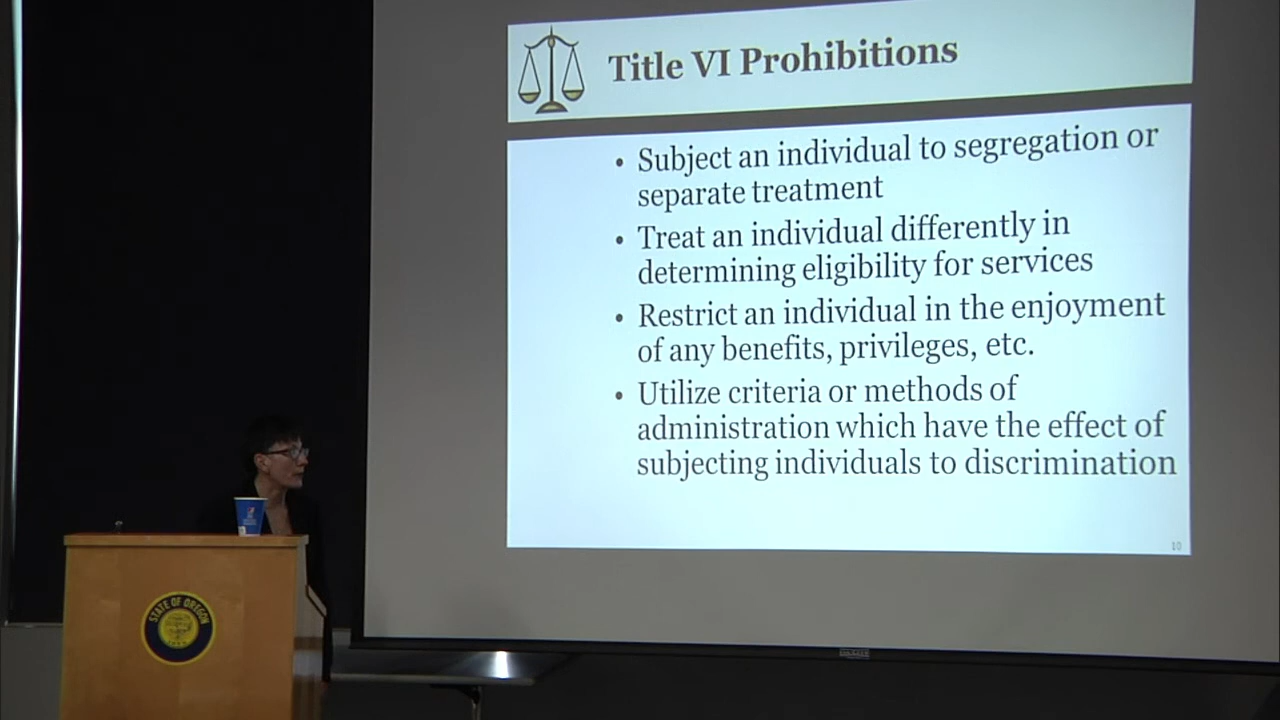 Title VI Prohibitions
• Subject an individual to segregation or
separate treatment
• Treat an individual differently in
determining eligibility for services
• Restrict an individual in the enjoyment
of any benefits, privileges, etc.
• Utilize criteria or methods of
administration which have the effect of
subjecting individuals to discrimination
10
STATE OF OREGON